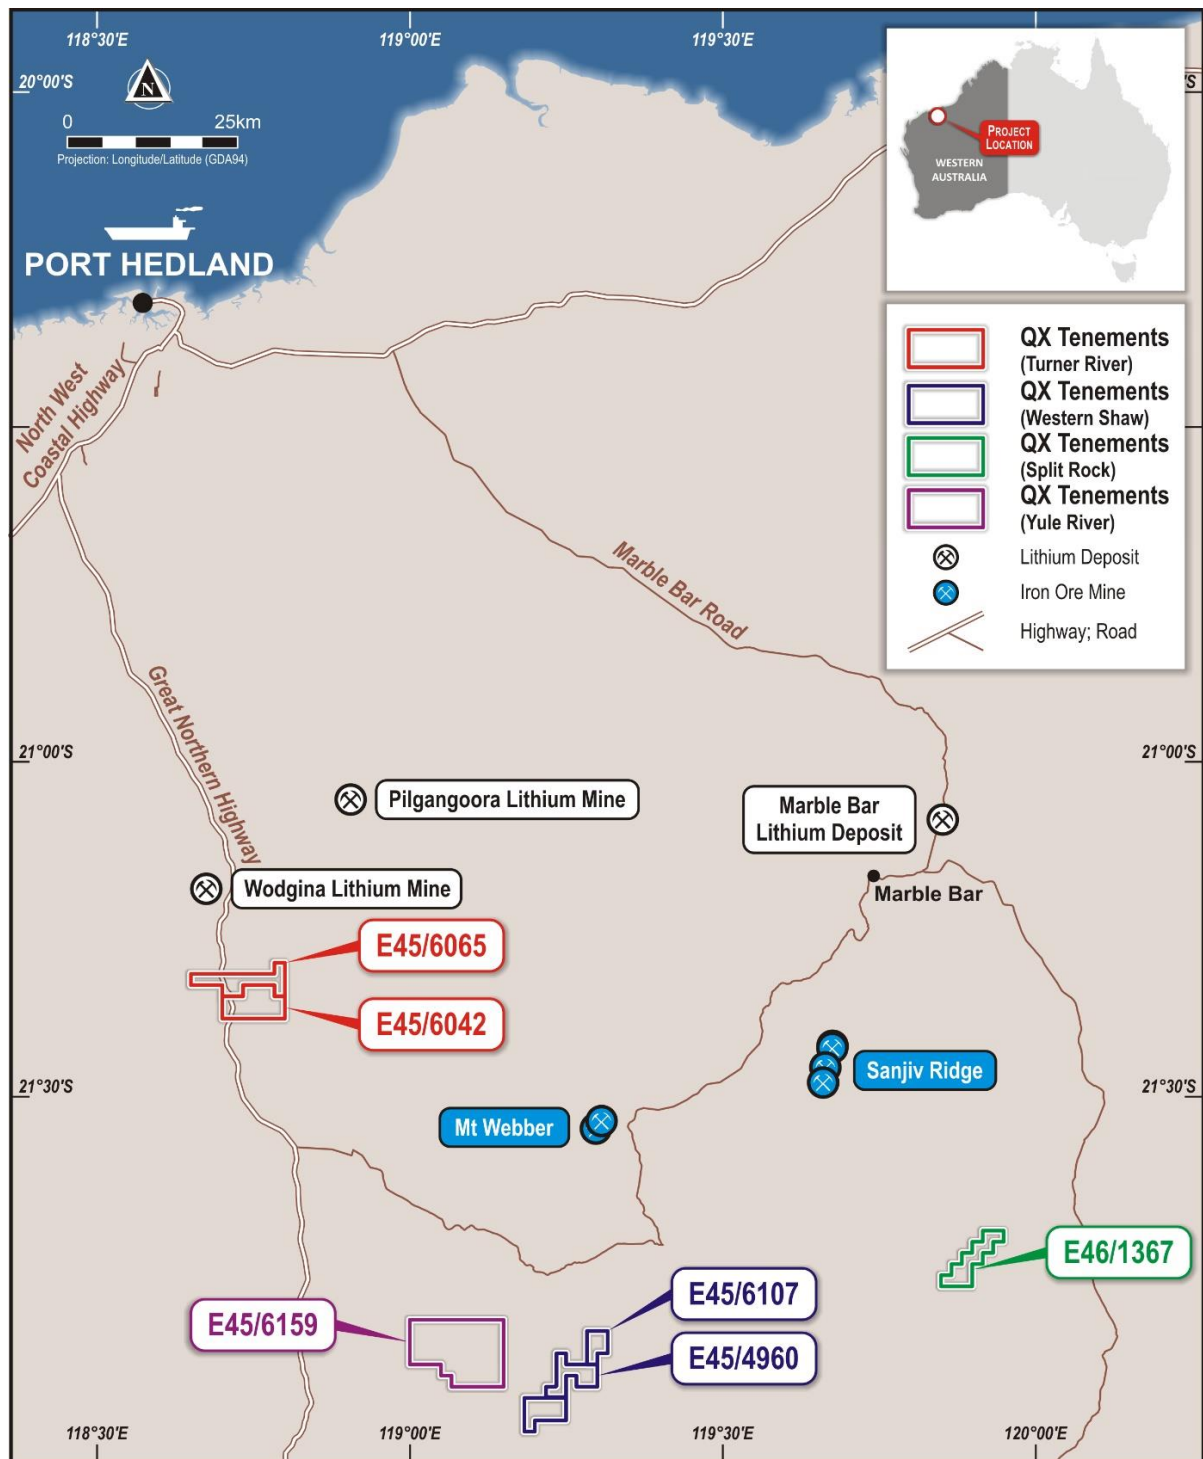 118°30'E
119°00'E
119°30'E
20°00'S
'S
N
0 25km
Projection: Longitude/Latitude (GDA94)
PROJECT
LOCATION
WESTERN
AUSTRALIA
PORT HEDLAND
North West
Coastal Highway
QX Tenements
(Turner River)
QX Tenements
(Western Shaw)
QX Tenements
(Split Rock)
QX Tenements
(Yule River)
Lithium Deposit
Iron Ore Mine
Highway; Road
Marble Bar Road
Great Northern Highway
21°00'S
21°00'S
Pilgangoora Lithium Mine
Marble Bar
Lithium Deposit
Wodgina Lithium Mine
Marble Bar
E45/6065
E45/6042
Sanjiv Ridge
21°30'S
21°30'S
Mt Webber
E46/1367
E45/6107
E45/6159
E45/4960
118°30'E
119°00'E
119°30'E
120°00'E